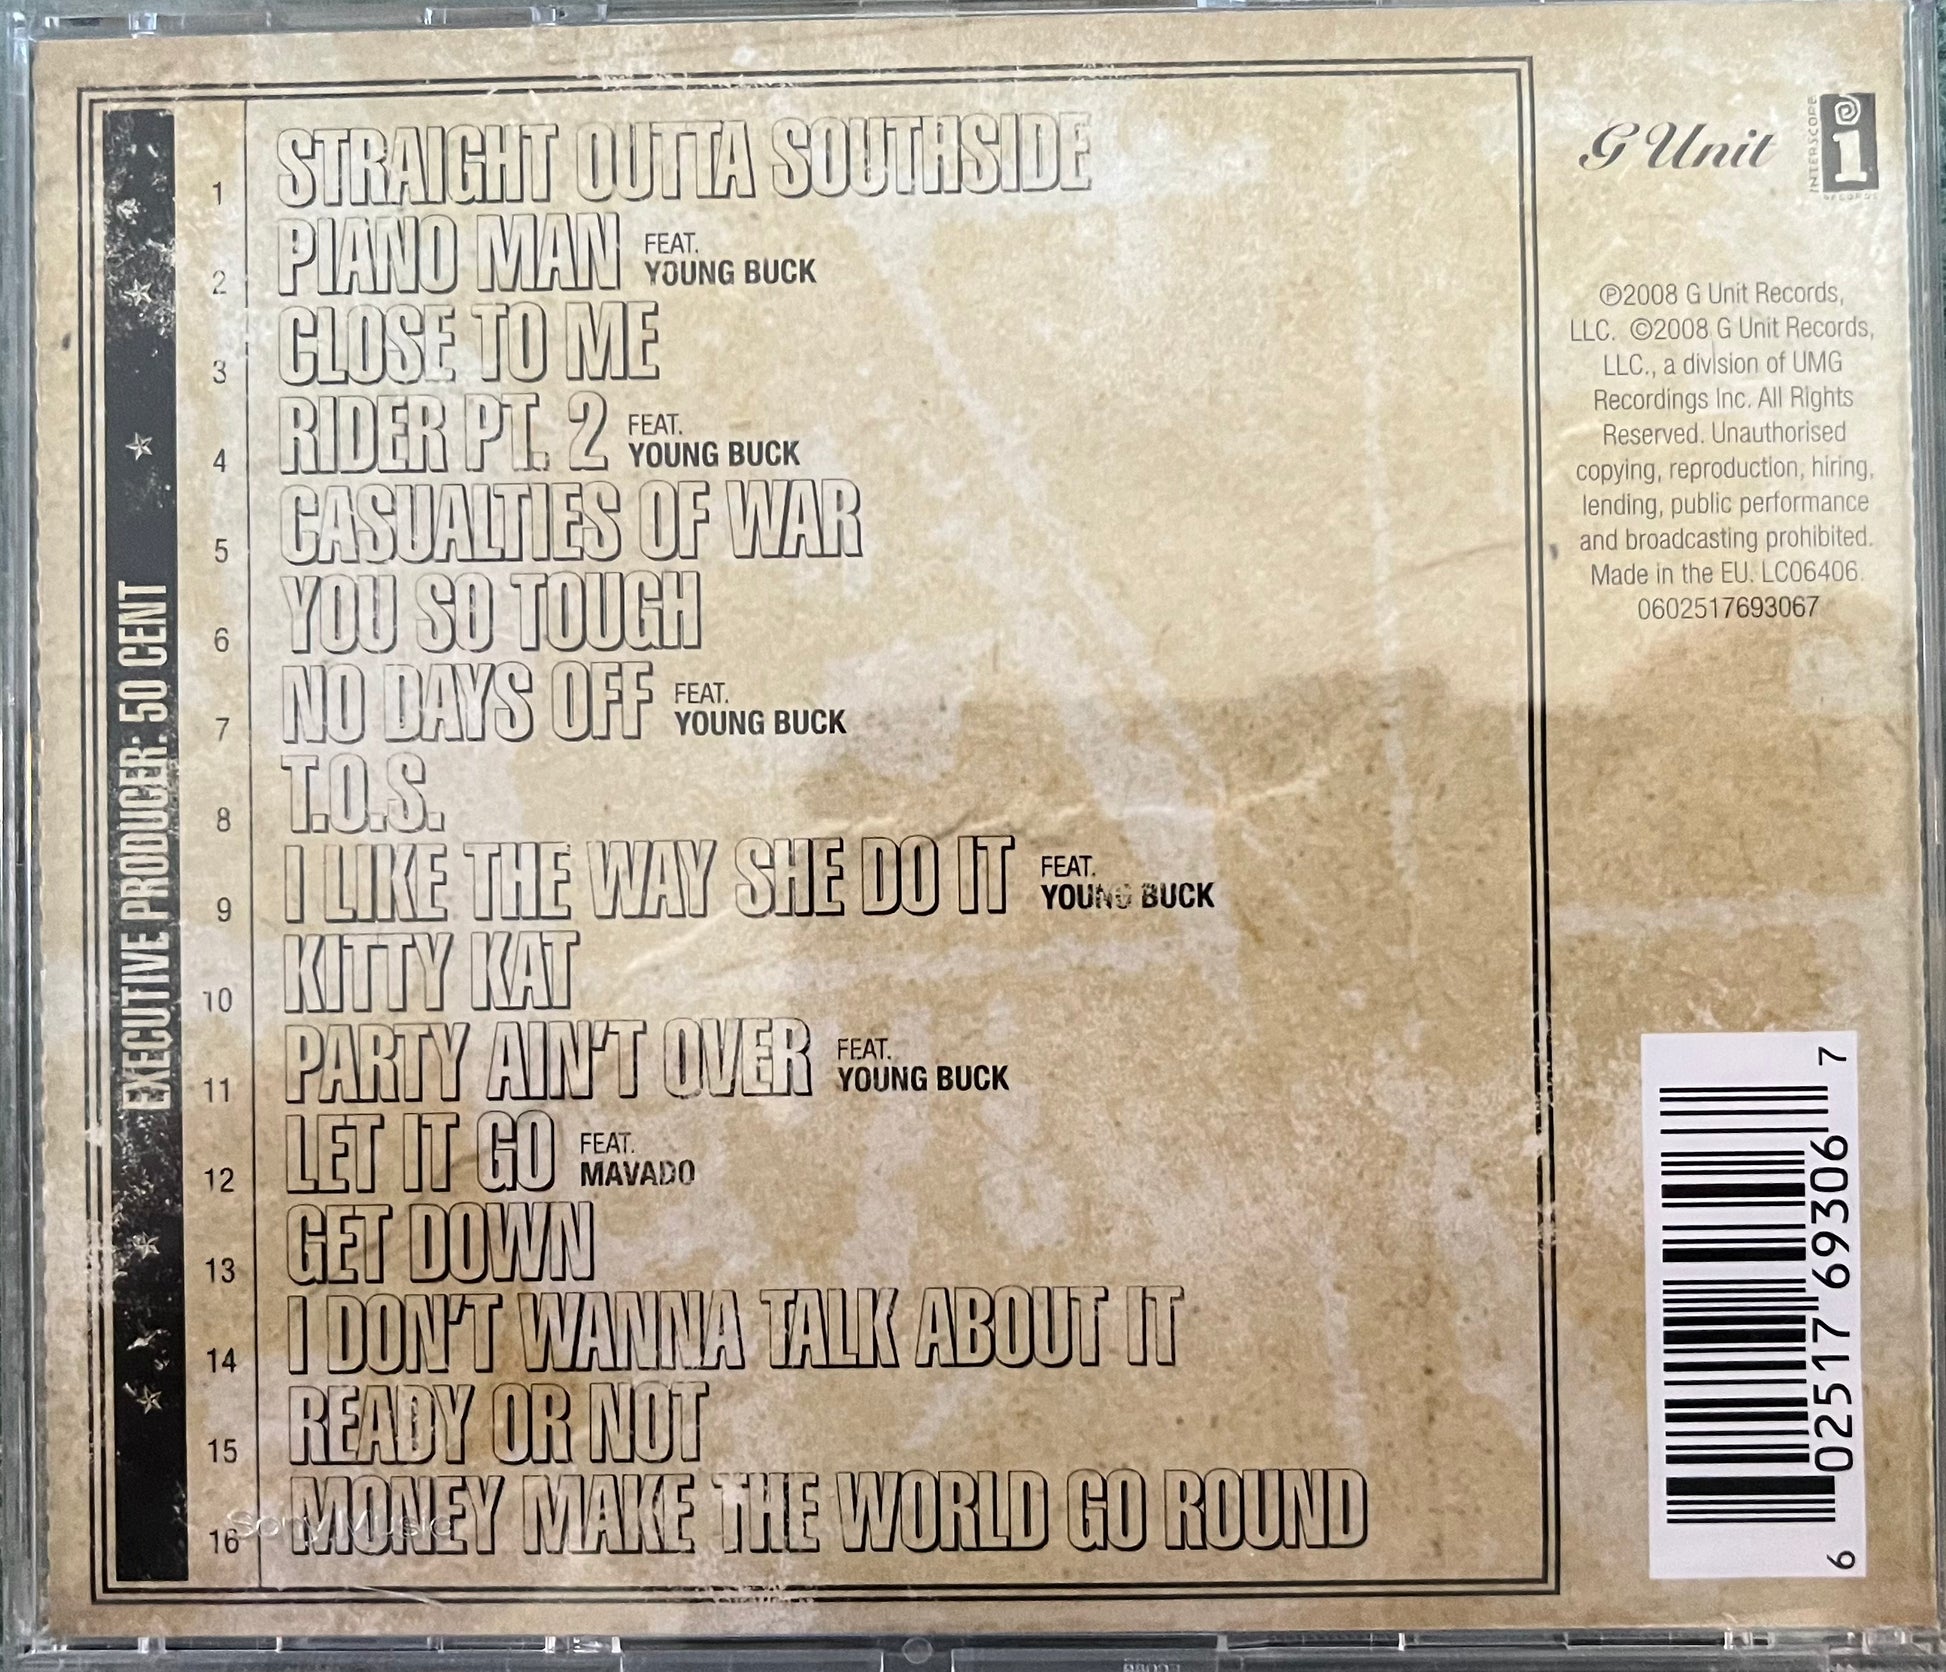 EXECUTIVE PRODUCER: 50 CENT
1 STRAIGHT OUTTA SOUTHSIDE
2 PIANO MAN FEAT. YOUNG BUCK
3 CLOSE TO ME
4 RIDER PT. 2 FEAT. YOUNG BUCK
5 CASUALTIES OF WAR
6 YOU SO TOUGH
7 NO DAYS OFF FEAT. YOUNG BUCK
8 T.O.S.
9 I LIKE THE WAY SHE DO IT FEAT. YOUNG BUCK
10 KITTY KAT
11 PARTY AIN'T OVER FEAT. YOUNG BUCK
12 LET IT GO FEAT. MAVADO
13 GET DOWN
14 I DON'T WANNA TALK ABOUT IT
15 READY OR NOT
16 MONEY MAKE THE WORLD GO ROUND
Sony Music
G Unit
INTERSCOPE
RECORDS
℗2008 G Unit Records,
LLC. ©2008 G Unit Records,
LLC., a division of UMG
Recordings Inc. All Rights
Reserved. Unauthorised
copying, reproduction, hiring,
lending, public performance
and broadcasting prohibited.
Made in the EU. LC06406.
0602517693067
6 02517 69306 7